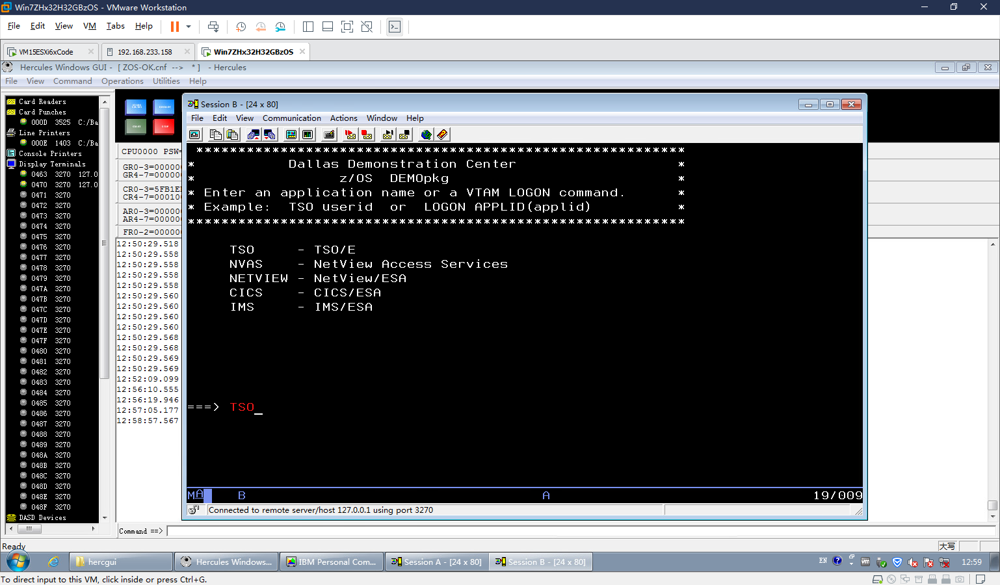 Win7ZHx32H32GBzOS - VMware Workstation
File Edit View VM Tabs Help
VM15ESXi6xCode
192.168.233.158
Win7ZHx32H32GBzOS
Hercules Windows GUI - [ ZOS-OK.cnf --> * ] - Hercules
File View Command Operations Utilities Help
Card Readers
Card Punches
000D 3525 C:/Ba
Line Printers
000E 1403 C:/Ba
Console Printers
Display Terminals
0463 3270 127.0
0470 3270 127.0
0471 3270
0472 3270
0473 3270
0474 3270
0475 3270
0476 3270
0477 3270
0478 3270
0479 3270
047A 3270
047B 3270
047C 3270
047D 3270
047E 3270
047F 3270
0480 3270
0481 3270
0482 3270
0483 3270
0484 3270
0485 3270
0486 3270
0487 3270
0488 3270
0489 3270
048A 3270
048B 3270
048C 3270
048D 3270
048E 3270
048F 3270
DASD Devices
CPU0000 PSW=
GR0-3=000000
GR4-7=000000
CR0-3=5FB1E
CR4-7=000100
AR0-3=000000
AR4-7=000000
FR0-2=000000
12:50:29.518
12:50:29.558
12:50:29.558
12:50:29.558
12:50:29.558
12:50:29.560
12:50:29.560
12:50:29.560
12:50:29.560
12:50:29.568
12:50:29.568
12:50:29.569
12:50:29.569
12:52:09.099
12:56:10.555
12:56:19.946
12:57:05.177
12:58:57.567
Session B - [24 x 80]
File Edit View Communication Actions Window Help
**********************************************************
* Dallas Demonstration Center *
* z/OS DEMOpkg *
* Enter an application name or a VTAM LOGON command. *
* Example: TSO userid or LOGON APPLID(applid) *
***********************************************************
TSO - TSO/E
NVAS - NetView Access Services
NETVIEW - NetView/ESA
CICS - CICS/ESA
IMS - IMS/ESA
===> TSO_
MA B A 19/009
Connected to remote server/host 127.0.0.1 using port 3270
Command ==>
Ready
大写
hercgui
Hercules Windows...
IBM Personal Com...
Session A - [24 x 80]
Session B - [24 x 80]
EN
12:59
To direct input to this VM, click inside or press Ctrl+G.